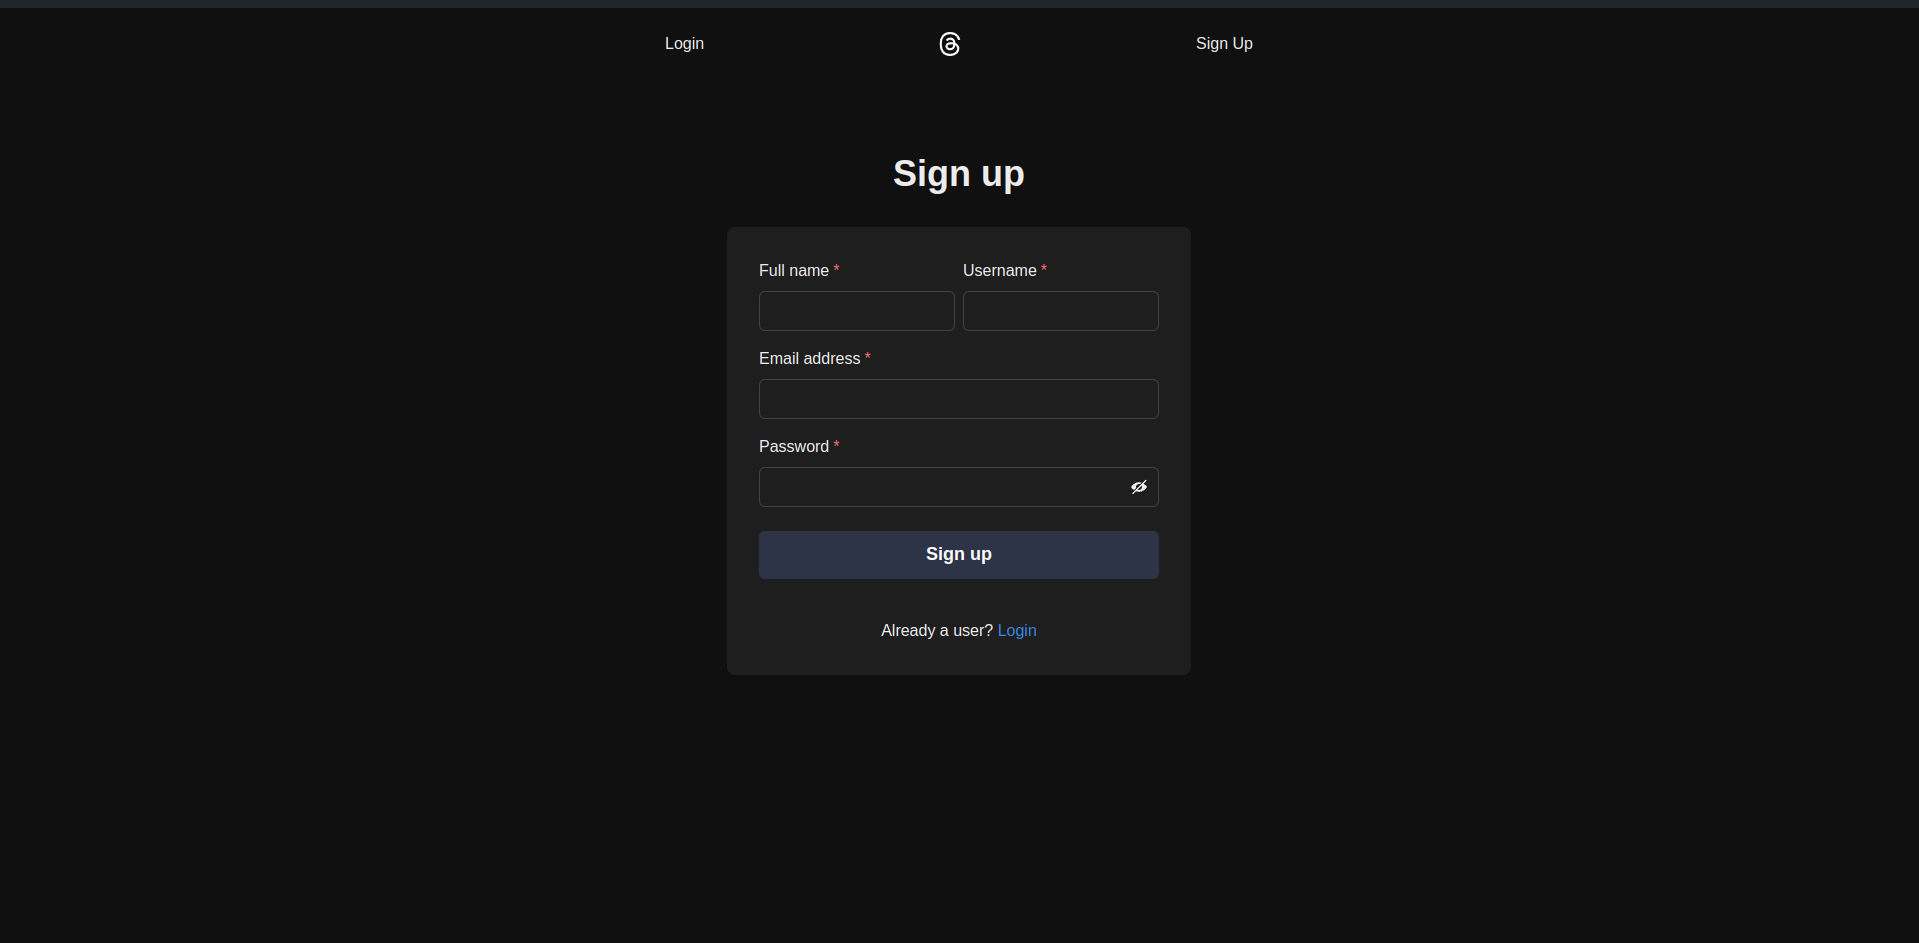 Login Sign Up
Sign up
Full name * Username *
Email address *
Password *
Sign up
Already a user? Login